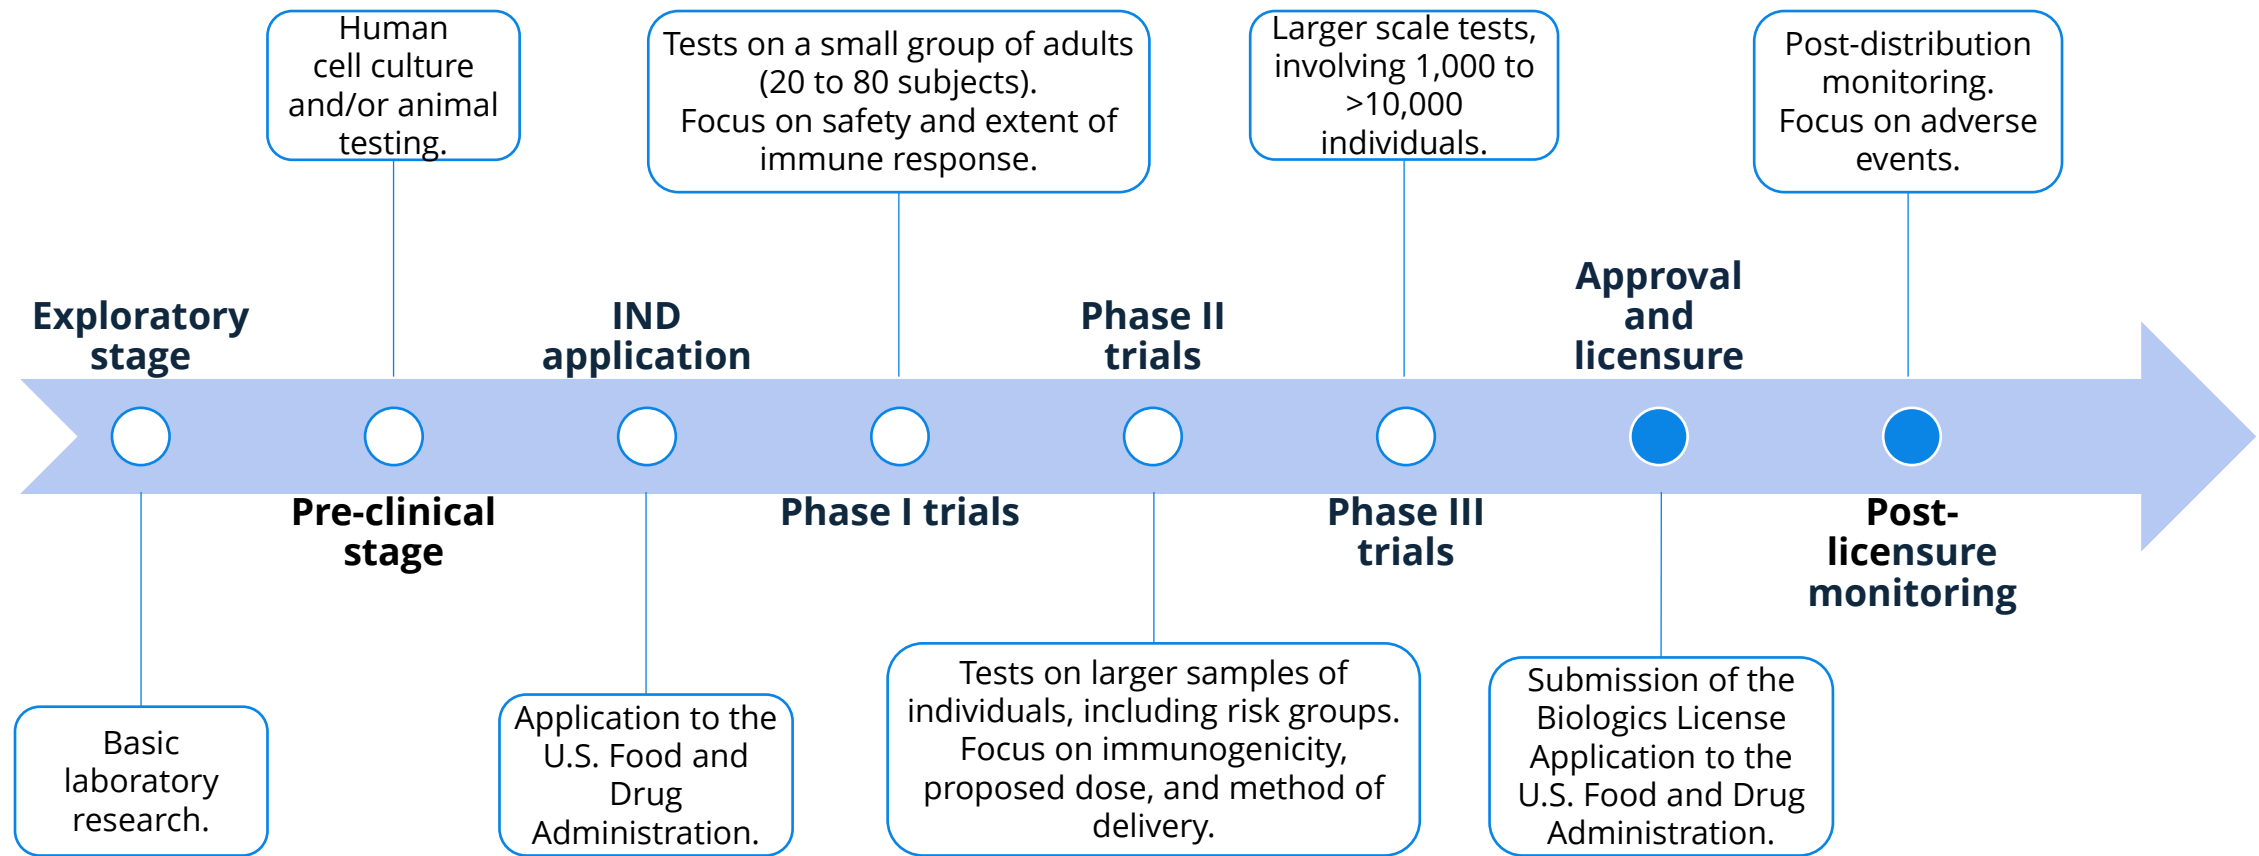 Human
cell culture
and/or animal
testing.
Tests on a small group of adults
(20 to 80 subjects).
Focus on safety and extent of
immune response.
Larger scale tests,
involving 1,000 to
>10,000
individuals.
Post-distribution
monitoring.
Focus on adverse
events.
Exploratory
stage
IND
application
Phase II
trials
Approval
and
licensure
Pre-clinical
stage
Phase I trials
Phase III
trials
Post-
licensure
monitoring
Basic
laboratory
research.
Application to the
U.S. Food and
Drug
Administration.
Tests on larger samples of
individuals, including risk groups.
Focus on immunogenicity,
proposed dose, and method of
delivery.
Submission of the
Biologics License
Application to the
U.S. Food and Drug
Administration.